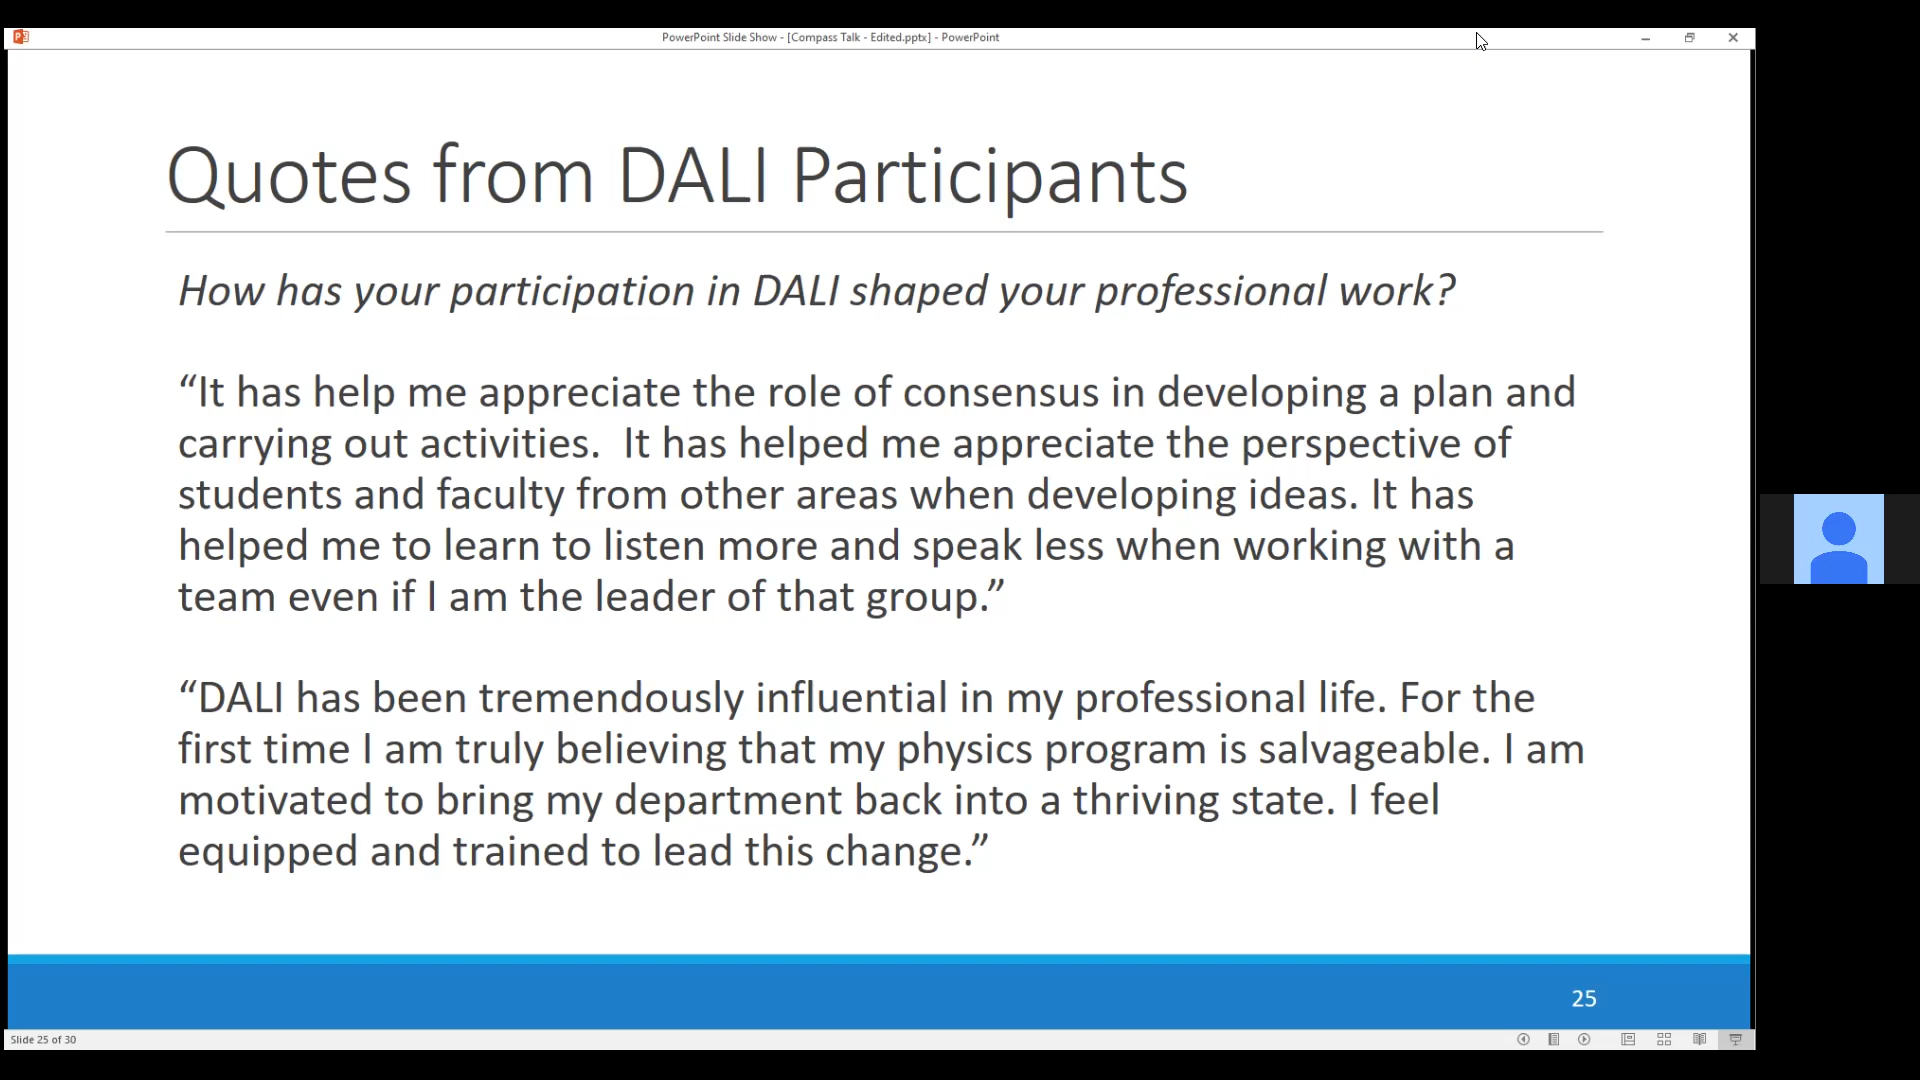 PowerPoint Slide Show - [Compass Talk - Edited.pptx] - PowerPoint
Quotes from DALI Participants
How has your participation in DALI shaped your professional work?
“It has help me appreciate the role of consensus in developing a plan and
carrying out activities.  It has helped me appreciate the perspective of
students and faculty from other areas when developing ideas. It has
helped me to learn to listen more and speak less when working with a
team even if I am the leader of that group.”
“DALI has been tremendously influential in my professional life. For the
first time I am truly believing that my physics program is salvageable. I am
motivated to bring my department back into a thriving state. I feel
equipped and trained to lead this change.”
25
Slide 25 of 30